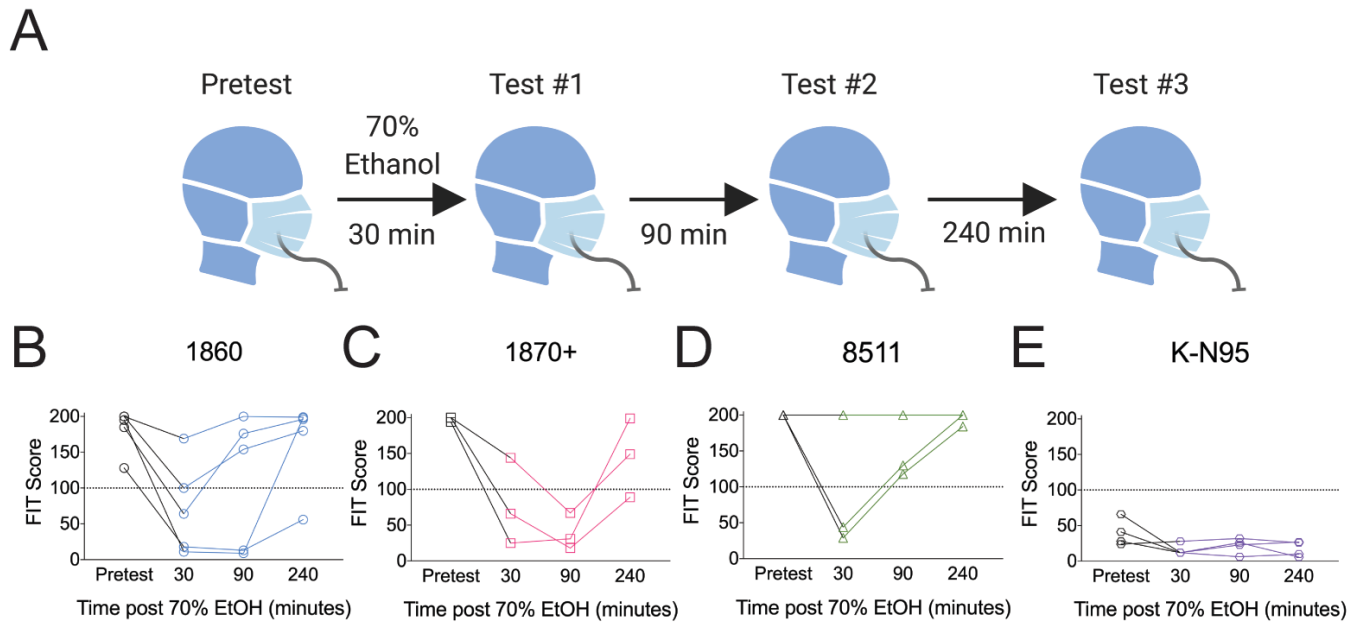 A
Pretest
Test #1
Test #2
Test #3
70%
Ethanol
30 min
90 min
240 min
B
1860
C
1870+
D
8511
E
K-N95
FIT Score
200
150
100
50
0
Pretest 30 90 240
Time post 70% EtOH (minutes)
FIT Score
200
150
100
50
0
Pretest 30 90 240
Time post 70% EtOH (minutes)
FIT Score
200
150
100
50
0
Pretest 30 90 240
Time post 70% EtOH (minutes)
FIT Score
200
150
100
50
0
Pretest 30 90 240
Time post 70% EtOH (minutes)